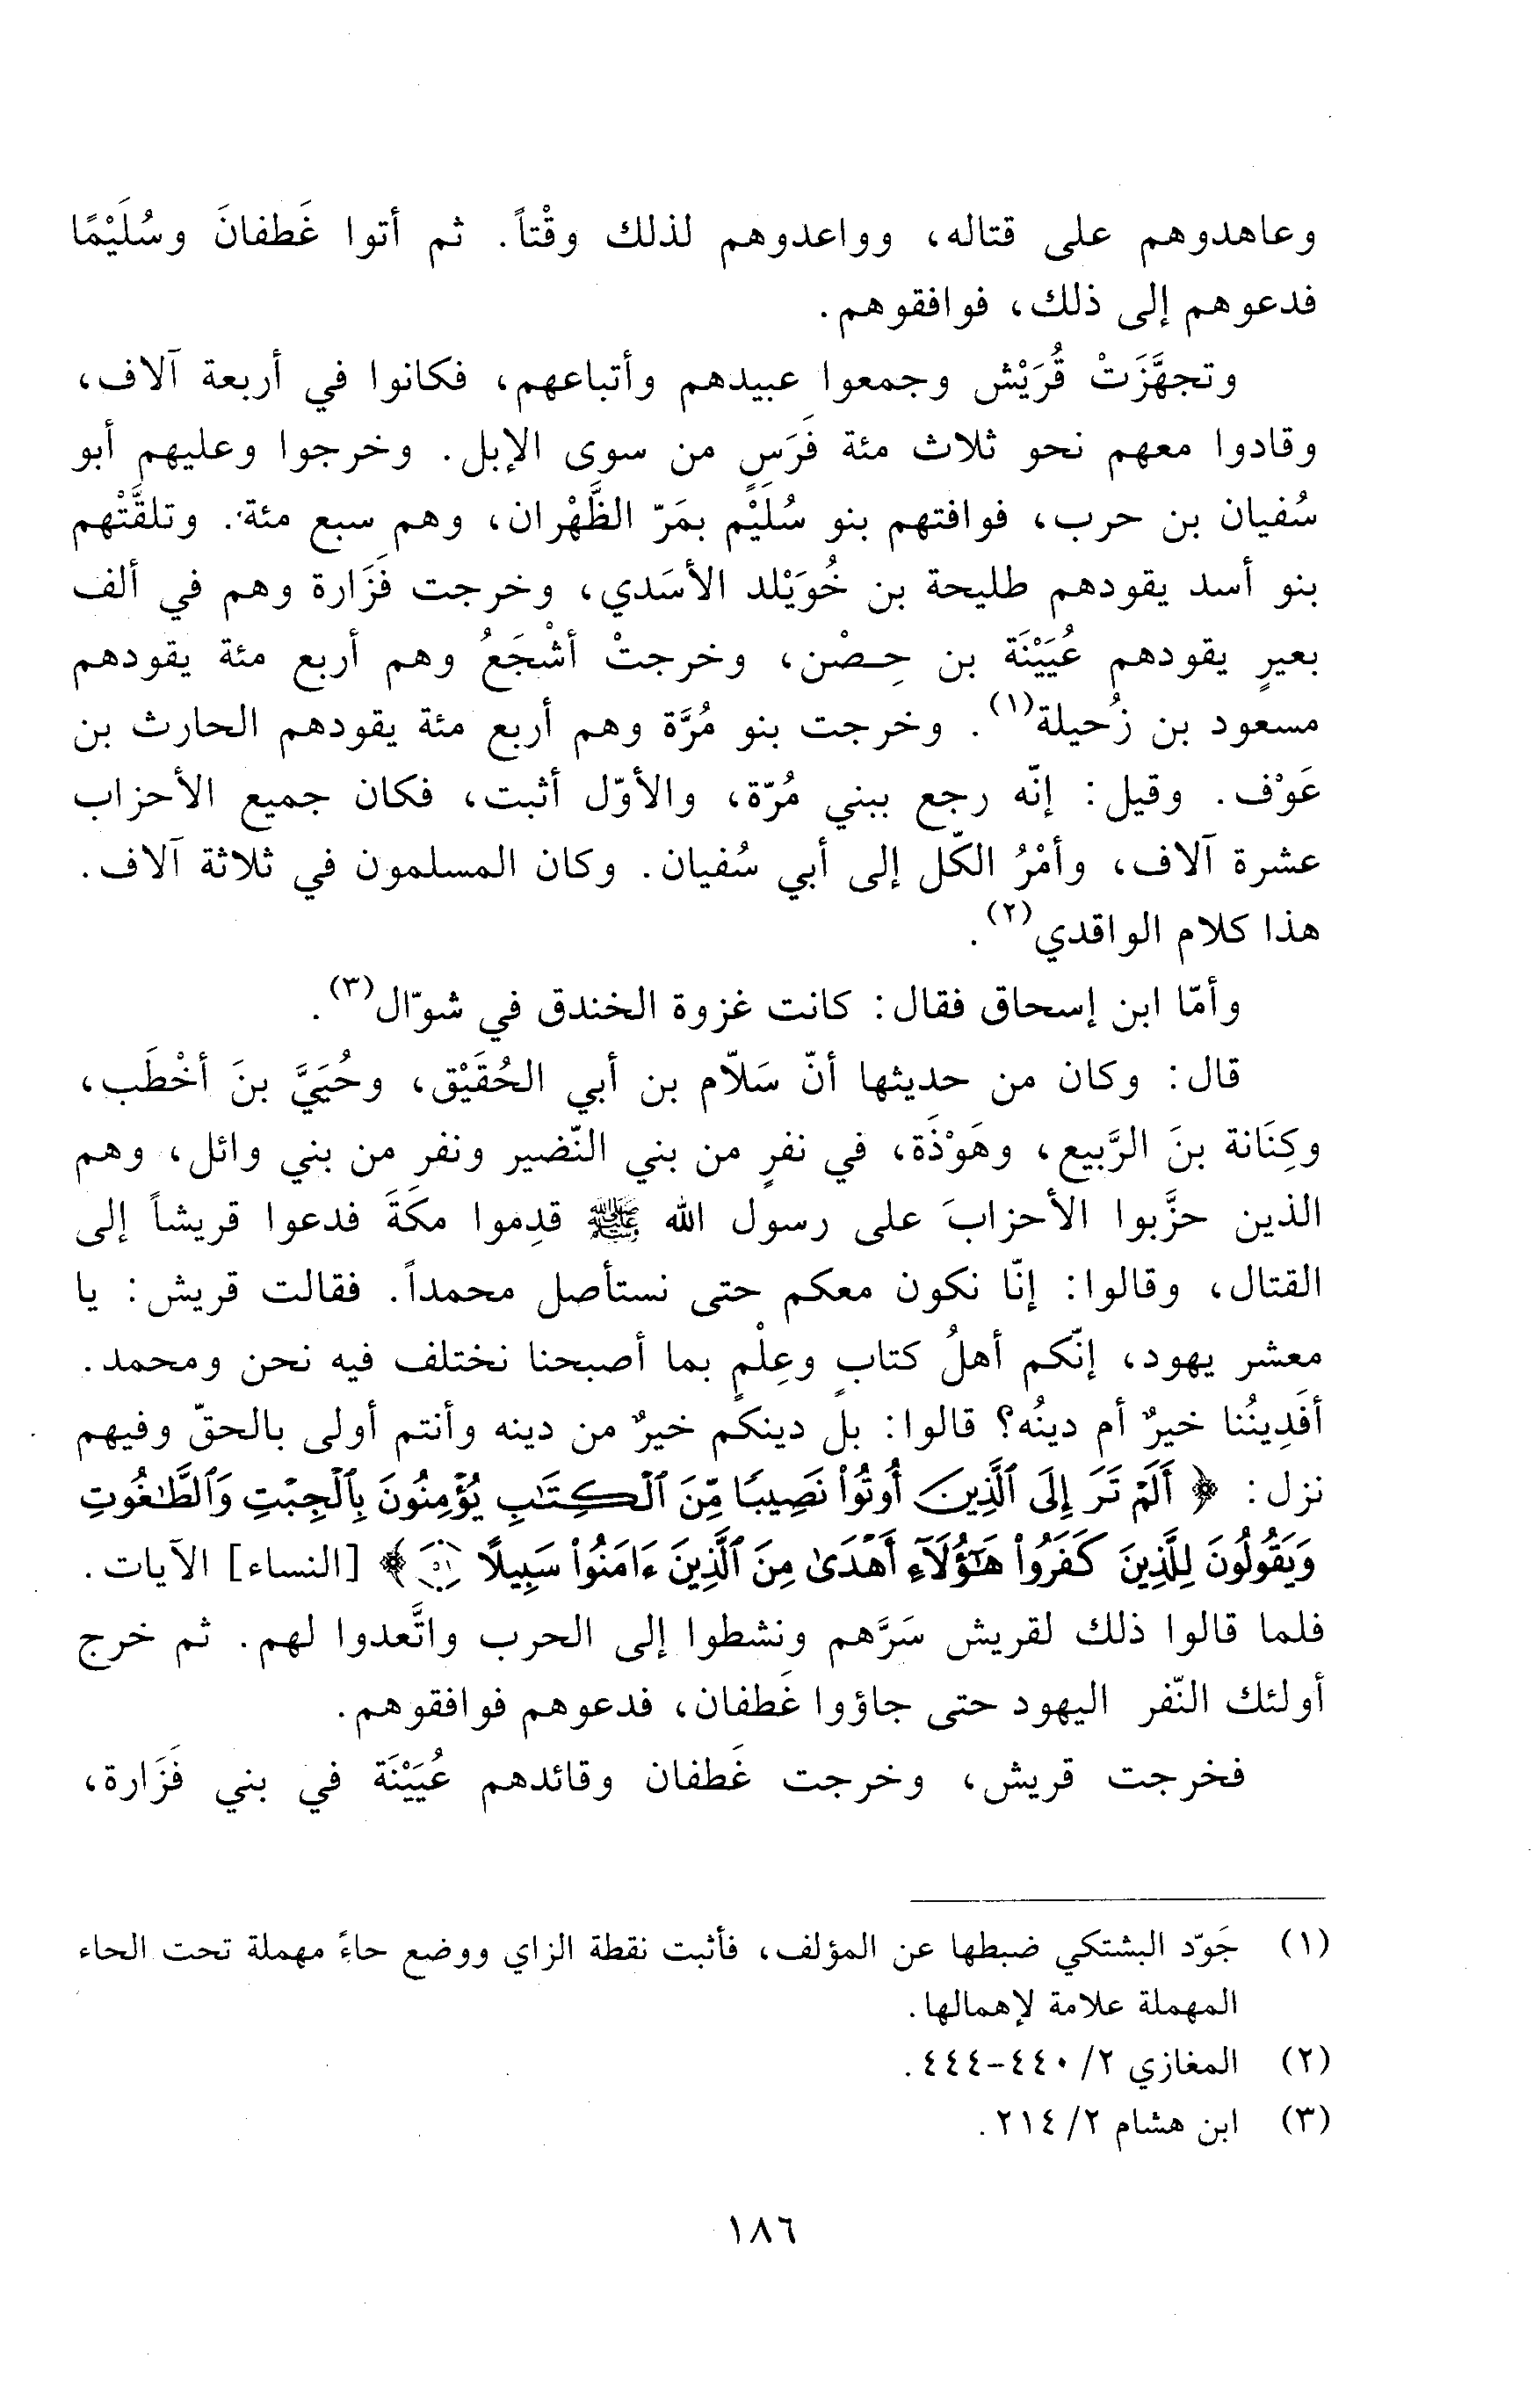 وعاهدوهم على قتاله، وواعدوهم لذلك وقْتاً. ثم أتوا غَطفانَ وسُلَيْمًا
فدعوهم إلى ذلك، فوافقوهم.
وتجهَّزَتْ قُرَيْش وجمعوا عبيدهم وأتباعهم، فكانوا في أربعة آلاف،
وقادوا معهم نحو ثلاث مئة فَرَسٍ من سوى الإبل. وخرجوا وعليهم أبو
سُفيان بن حرب، فوافتهم بنو سُلَيْم بمَرّ الظَّهْران، وهم سبع مئة. وتلقَّتْهم
بنو أسد يقودهم طليحة بن خُوَيْلد الأسَدي، وخرجت فَزَارة وهم في ألف
بعيرٍ يقودهم عُيَيْنَة بن حِصْن، وخرجتْ أشْجَعُ وهم أربع مئة يقودهم
مسعود بن زُحيلة(١). وخرجت بنو مُرَّة وهم أربع مئة يقودهم الحارث بن
عَوْف. وقيل: إنّه رجع ببني مُرّة، والأوّل أثبت، فكان جميع الأحزاب
عشرة آلاف، وأمْرُ الكّل إلى أبي سُفيان. وكان المسلمون في ثلاثة آلاف.
هذا كلام الواقدي(٢).
وأمّا ابن إسحاق فقال: كانت غزوة الخندق في شوّال(٣).
قال: وكان من حديثها أنّ سَلاّم بن أبي الحُقَيْق، وحُيَيَّ بنَ أخْطَب،
وكِنَانة بنَ الرَّبيع، وهَوْذَة، في نفرٍ من بني النّضير ونفرٍ من بني وائل، وهم
الذين حزَّبوا الأحزابَ على رسول الله ﷺ قدِموا مكَةَ فدعوا قريشاً إلى
القتال، وقالوا: إنّا نكون معكم حتى نستأصل محمداً. فقالت قريش: يا
معشر يهود، إنّكم أهلُ كتابٍ وعِلْمٍ بما أصبحنا نختلف فيه نحن ومحمد.
أفَدِينُنا خيرٌ أم دينُه؟ قالوا: بل دينكم خيرٌ من دينه وأنتم أولى بالحقّ وفيهم
نزل: ﴿ أَلَمْ تَرَ إِلَى ٱلَّذِينَ أُوتُوا۟ نَصِيبًا مِّنَ ٱلْكِتَـٰبِ يُؤْمِنُونَ بِٱلْجِبْتِ وَٱلطَّـٰغُوتِ
وَيَقُولُونَ لِلَّذِينَ كَفَرُوا۟ هَـٰٓؤُلَآءِ أَهْدَىٰ مِنَ ٱلَّذِينَ ءَامَنُوا۟ سَبِيلًا ٥١ ﴾ [النساء] الآيات.
فلما قالوا ذلك لقريش سَرَّهم ونشطوا إلى الحرب واتَّعدوا لهم. ثم خرج
أولئك النّفر اليهود حتى جاؤوا غَطفان، فدعوهم فوافقوهم.
فخرجت قريش، وخرجت غَطفان وقائدهم عُيَيْنَة في بني فَزَارة،
(١) جَوّد البشتكي ضبطها عن المؤلف، فأثبت نقطة الزاي ووضع حاءً مهملة تحت الحاء
المهملة علامة لإهمالها.
(٢) المغازي ٢/ ٤٤٠-٤٤٤.
(٣) ابن هشام ٢/ ٢١٤.
١٨٦